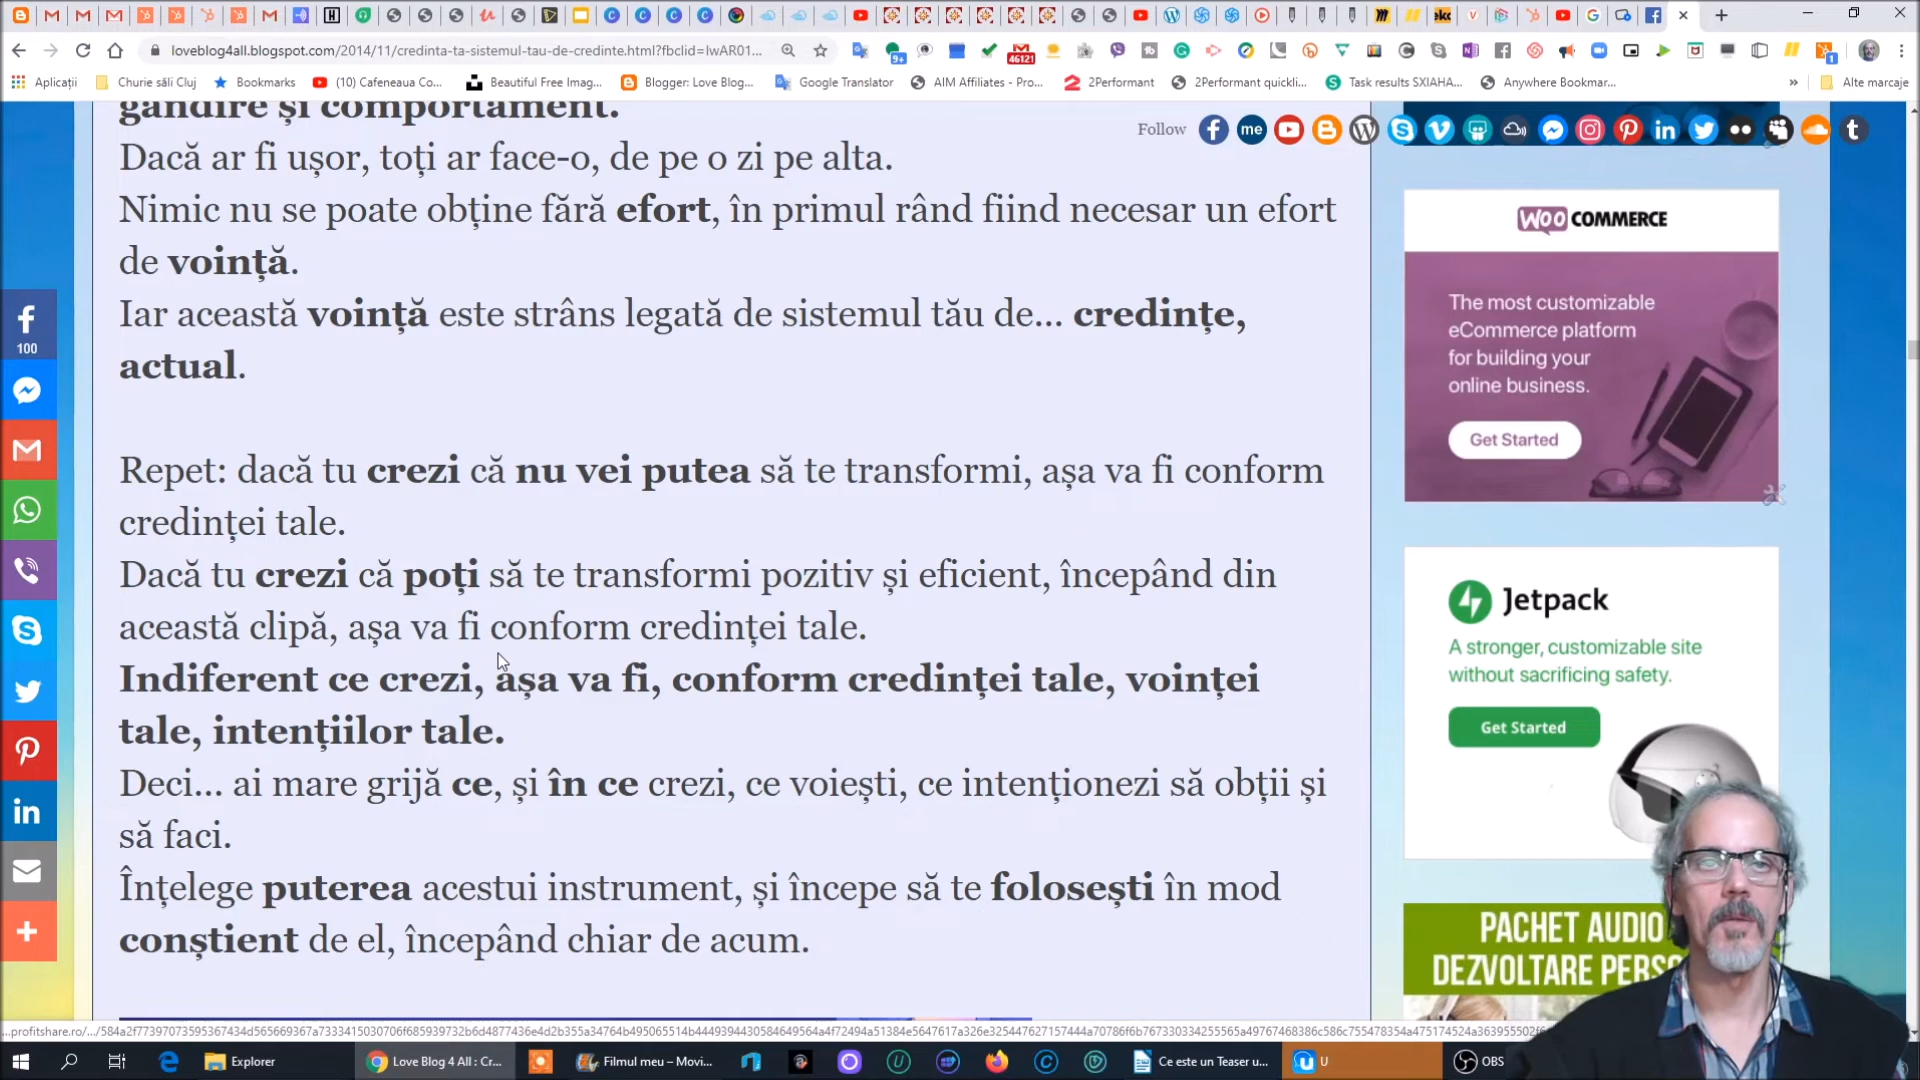 loveblog4all.blogspot.com/2014/11/credinta-ta-sistemul-tau-de-credinte.html?fbclid=IwAR01...
9+
46121
1
Aplicații
Churie săli Cluj
Bookmarks
(10) Cafeneaua Co...
Beautiful Free Imag...
Blogger: Love Blog...
Google Translator
AIM Affiliates - Pro...
2Performant
2Performant quickli...
Task results SXIAHA...
Anywhere Bookmar...
»
Alte marcaje
gândire și comportament.
Follow
Dacă ar fi ușor, toți ar face-o, de pe o zi pe alta.
Nimic nu se poate obține fără efort, în primul rând fiind necesar un efort
de voință.
Iar această voință este strâns legată de sistemul tău de... credințe,
actual.
Repet: dacă tu crezi că nu vei putea să te transformi, așa va fi conform
credinței tale.
Dacă tu crezi că poți să te transformi pozitiv și eficient, începând din
această clipă, așa va fi conform credinței tale.
Indiferent ce crezi, așa va fi, conform credinței tale, voinței
tale, intențiilor tale.
Deci... ai mare grijă ce, și în ce crezi, ce voiești, ce intenționezi să obții și
să faci.
Înțelege puterea acestui instrument, și începe să te folosești în mod
conștient de el, începând chiar de acum.
100
WOO COMMERCE
The most customizable
eCommerce platform
for building your
online business.
Get Started
Jetpack
A stronger, customizable site
without sacrificing safety.
Get Started
PACHET AUDIO
DEZVOLTARE PERSO
Explorer
Love Blog 4 All : Cr...
Filmul meu – Movi...
Ce este un Teaser u...
U
OBS